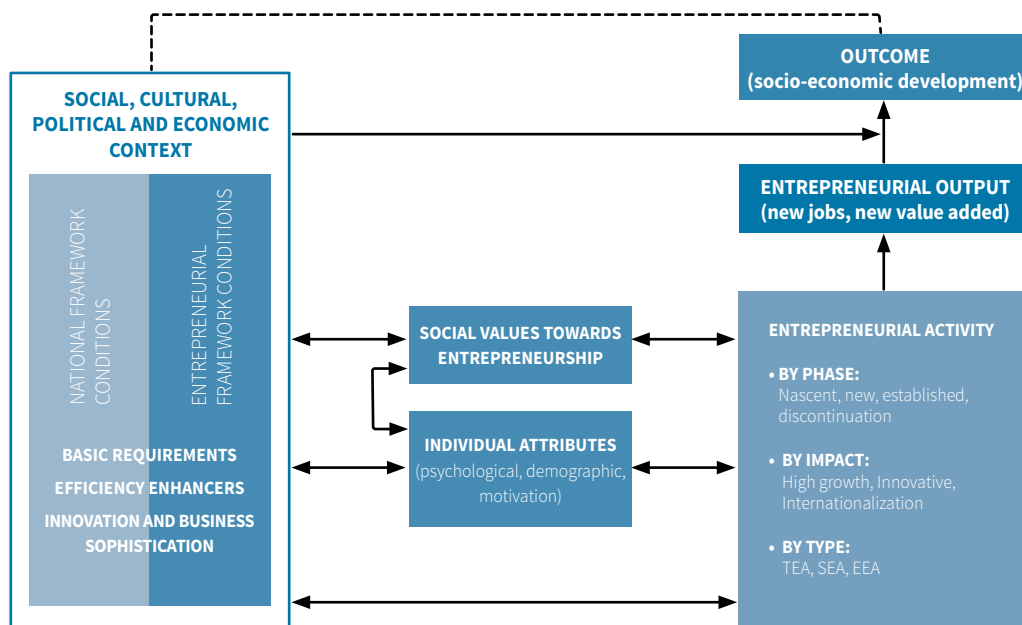 SOCIAL, CULTURAL,
POLITICAL AND ECONOMIC
CONTEXT
NATIONAL FRAMEWORK
CONDITIONS
ENTREPRENEURIAL
FRAMEWORK CONDITIONS
BASIC REQUIREMENTS
EFFICIENCY ENHANCERS
INNOVATION AND BUSINESS
SOPHISTICATION
SOCIAL VALUES TOWARDS
ENTREPRENEURSHIP
INDIVIDUAL ATTRIBUTES
(psychological, demographic,
motivation)
OUTCOME
(socio-economic development)
ENTREPRENEURIAL OUTPUT
(new jobs, new value added)
ENTREPRENEURIAL ACTIVITY
• BY PHASE:
Nascent, new, established,
discontinuation
• BY IMPACT:
High growth, Innovative,
Internationalization
• BY TYPE:
TEA, SEA, EEA